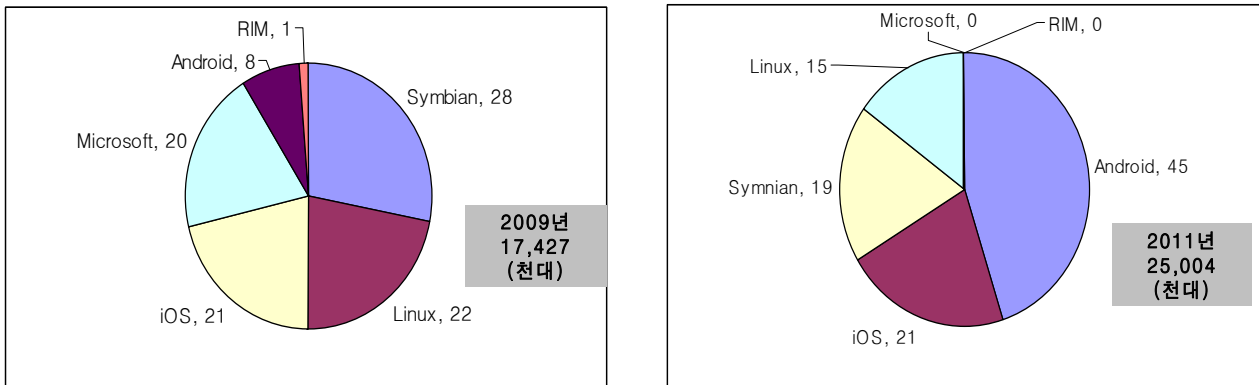 RIM, 1
Android, 8
Symbian, 28
Microsoft, 20
iOS, 21
Linux, 22
2009년
17,427
(천대)
Microsoft, 0
RIM, 0
Linux, 15
Android, 45
Symnian, 19
iOS, 21
2011년
25,004
(천대)